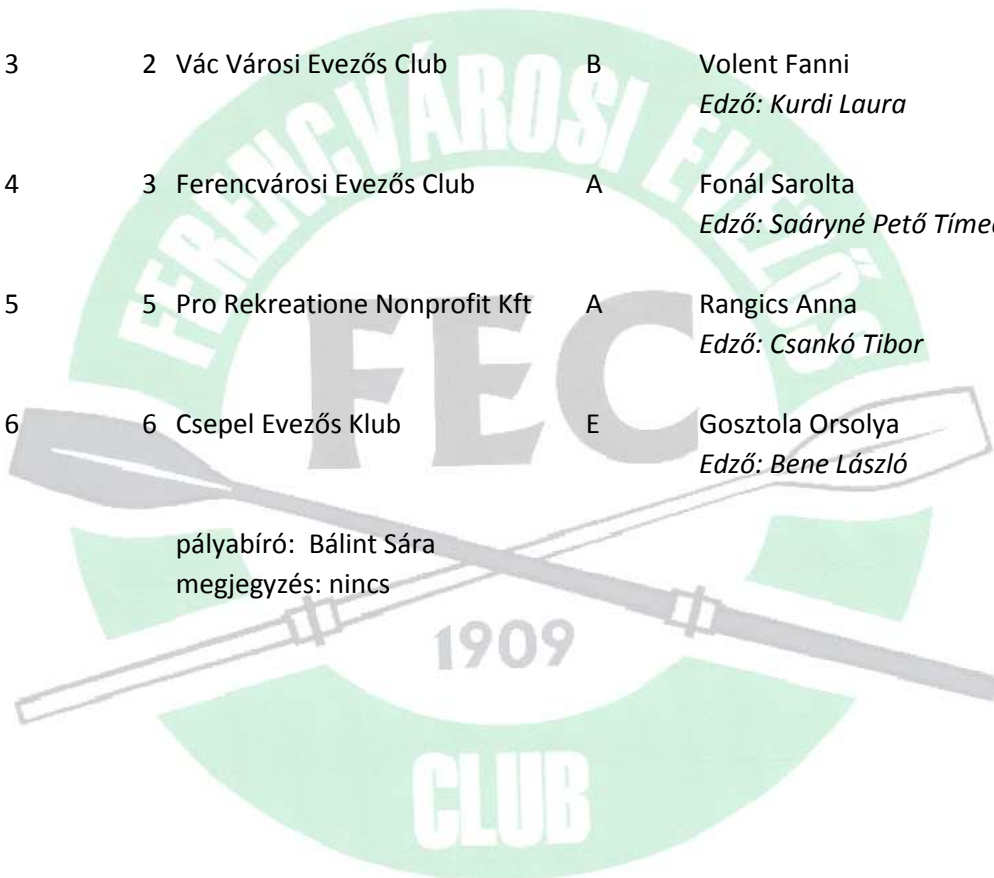 3 2 Vác Városi Evezős Club B Volent Fanni
Edző: Kurdi Laura
4 3 Ferencvárosi Evezős Club A Fonál Sarolta
Edző: Saáryné Pető Tímea
5 5 Pro Rekreatione Nonprofit Kft A Rangics Anna
Edző: Csankó Tibor
6 6 Csepel Evezős Klub E Gosztola Orsolya
Edző: Bene László
pályabíró: Bálint Sára
megjegyzés: nincs
FERENCVÁROSI EVEZŐS
FEC
1909
CLUB